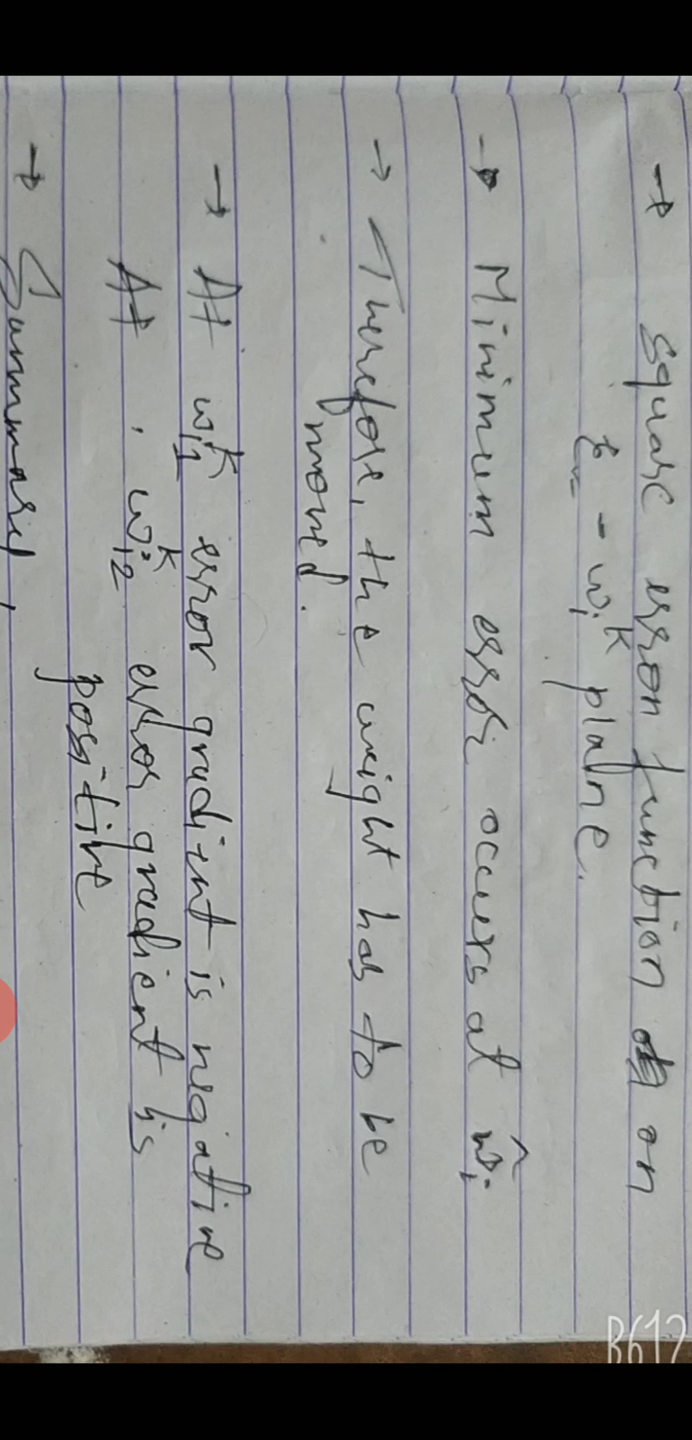 → Square error function on
ξ - wᵢᴷ plane.
→ Minimum error occurs at ŵᵢ
→ Therefore, the weight has to be
moved.
→ At wᵢ₁ᴷ error gradient is negative
At, wᵢ₂ᴷ error gradient is
positive
→ Summary,
B612